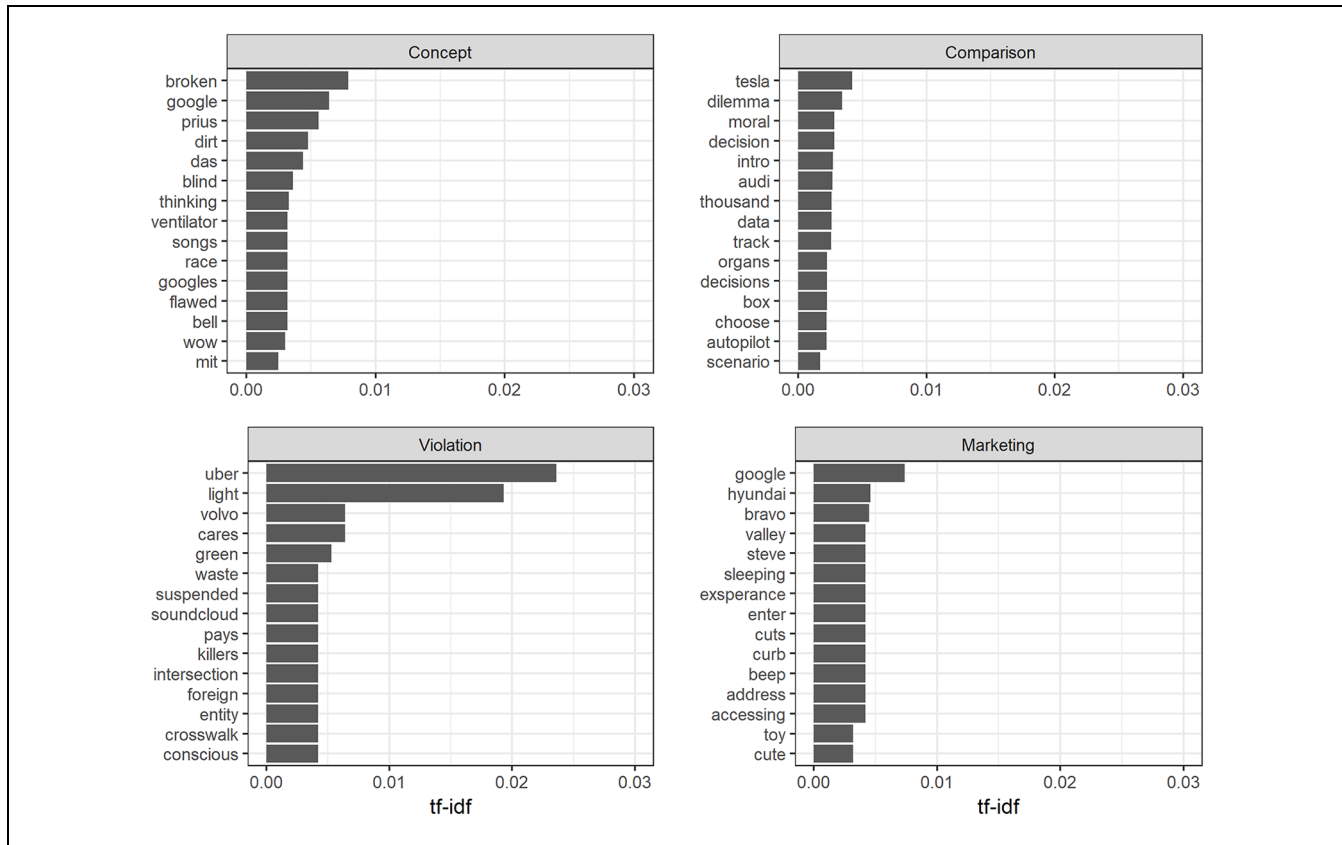 Concept
broken
google
prius
dirt
das
blind
thinking
ventilator
songs
race
googles
flawed
bell
wow
mit
0.00 0.01 0.02 0.03
Comparison
tesla
dilemma
moral
decision
intro
audi
thousand
data
track
organs
decisions
box
choose
autopilot
scenario
0.00 0.01 0.02 0.03
Violation
uber
light
volvo
cares
green
waste
suspended
soundcloud
pays
killers
intersection
foreign
entity
crosswalk
conscious
0.00 0.01 0.02 0.03
tf-idf
Marketing
google
hyundai
bravo
valley
steve
sleeping
exsperance
enter
cuts
curb
beep
address
accessing
toy
cute
0.00 0.01 0.02 0.03
tf-idf